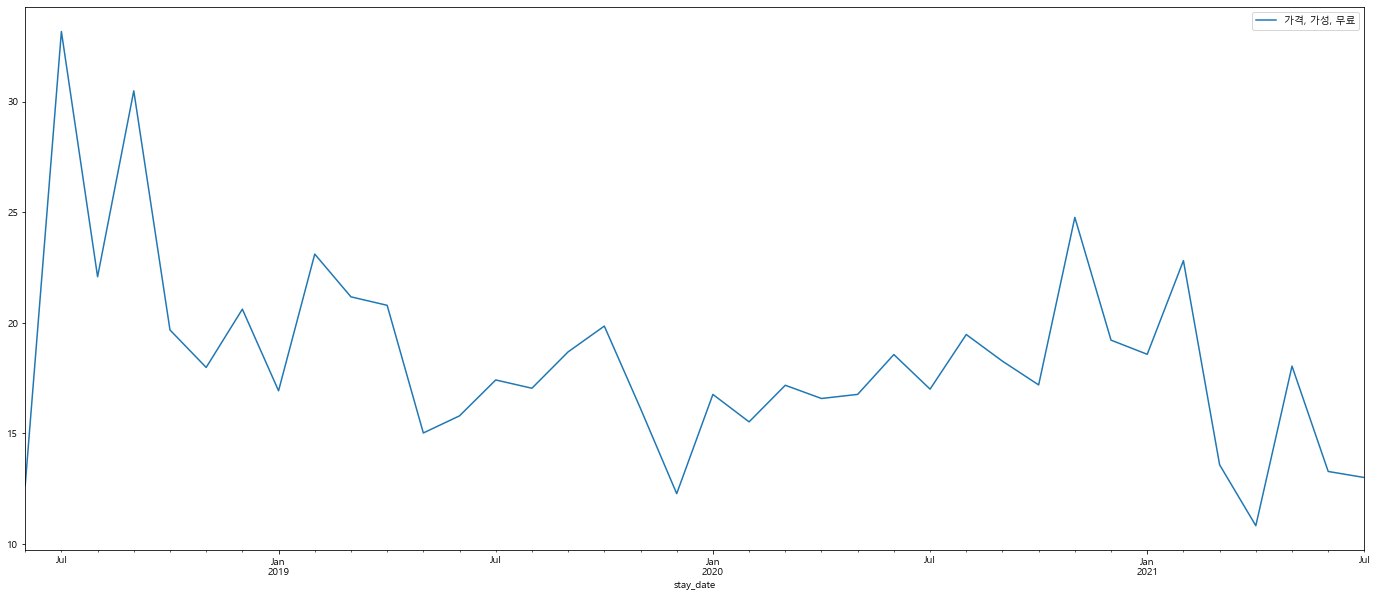 가격, 가성, 무료
30
25
20
15
10
Jul
Jan
2019
Jul
Jan
2020
Jul
Jan
2021
Jul
stay_date